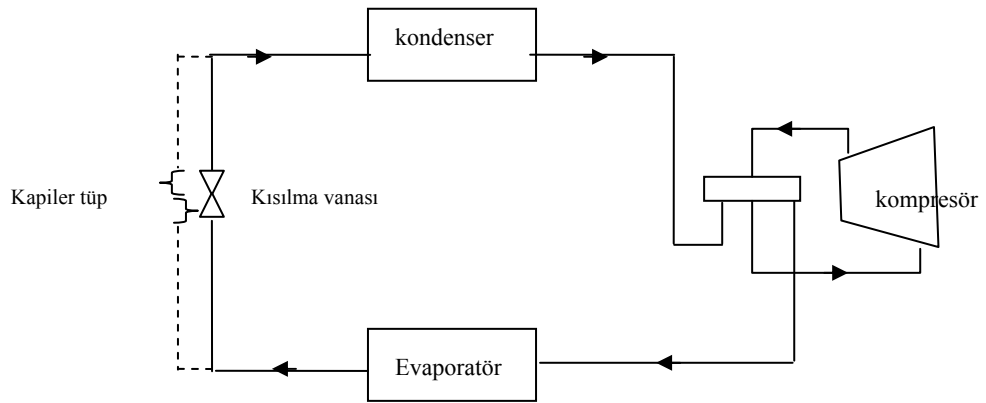 kondenser
Kapiler tüp
Kısılma vanası
kompresör
Evaporatör